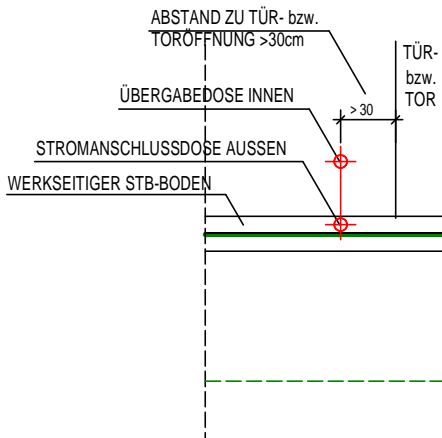 ABSTAND ZU TÜR- bzw.
TORÖFFNUNG >30cm
TÜR-
bzw.
TOR
ÜBERGABEDOSE INNEN
>30
STROMANSCHLUSSDOSE AUSSEN
WERKSEITIGER STB-BODEN